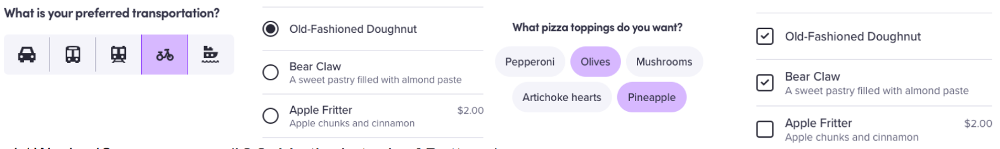 What is your preferred transportation?
Old-Fashioned Doughnut
Bear Claw
A sweet pastry filled with almond paste
Apple Fritter $2.00
Apple chunks and cinnamon
What pizza toppings do you want?
Pepperoni Olives Mushrooms
Artichoke hearts Pineapple
Old-Fashioned Doughnut
Bear Claw
A sweet pastry filled with almond paste
Apple Fritter $2.00
Apple chunks and cinnamon